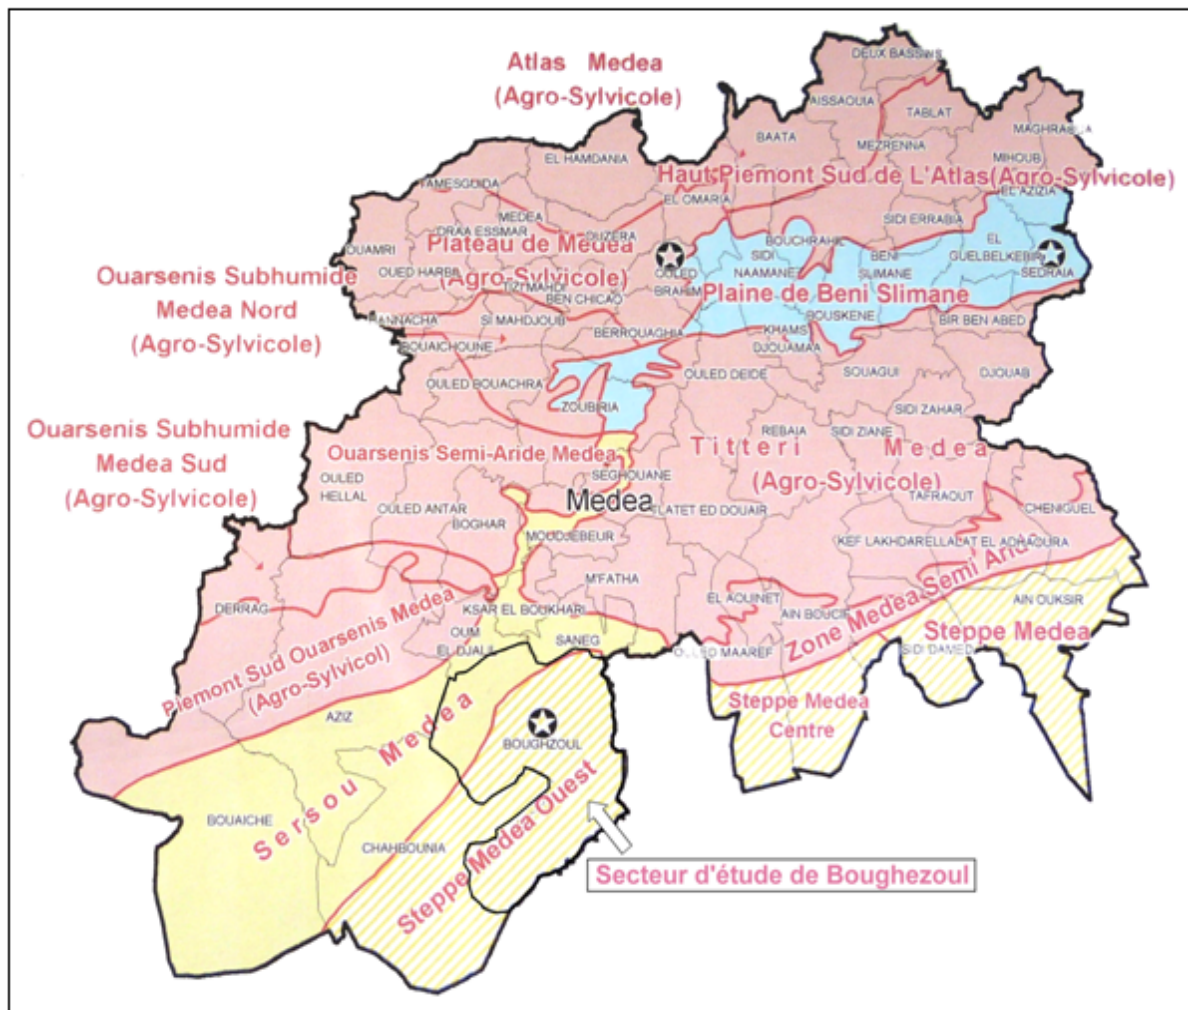 DEUX BASSINS
Atlas Medea
(Agro-Sylvicole)
AISSAOUIA
TABLAT
MAGHRAOUA
BAATA
MEZRENNA
EL HAMDANIA
MIHOUB
Haut Piemont Sud de L'Atlas(Agro-Sylvicole)
TAMESGUIDA
EL AZIZIA
EL OMARIA
MEDEA
SIDI ERRABIA
DRAA ESSMAR
OUZERA
OUAMRI
Plateau de Medea
(Agro-Sylvicole)
BOUCHRAHIL
EL
GUELBELKEBIR
SIDI
NAAMANE
BENI
SLIMANE
OULED
BRAHIM
SEDRAIA
OUED HARBIL
TIZI MAHDI
BEN CHICAO
Plaine de Beni Slimane
Ouarsenis Subhumide
Medea Nord
(Agro-Sylvicole)
HANNACHA
SI MAHDJOUB
BERROUAGHIA
BOUSKENE
KHAMS
DJOUAMAA
BIR BEN ABED
BOUAICHOUNE
OULED DEIDE
SOUAGUI
DJOUAB
OULED BOUACHRA
ZOUBIRIA
SIDI ZAHAR
REBAIA
SIDI ZIANE
Ouarsenis Subhumide
Medea Sud
(Agro-Sylvicole)
Ouarsenis Semi-Aride Medea
Titteri Medea
(Agro-Sylvicole)
OULED
HELLAL
SEGHOUANE
Medea
TLATET ED DOUAIR
TAFRAOUT
CHENIGUEL
OULED ANTAR
BOGHAR
MOUDJEBEUR
KEF LAKHDAR
ELLALAT EL ADHAOURA
M'FATHA
DERRAG
KSAR EL BOUKHARI
EL AOUINET
AIN BOUCIF
Zone Medea Semi Aride
AIN OUKSIR
Steppe Medea
OUM
EL DJALIL
SANEG
OULED MAAREF
SIDI DAMED
Piemont Sud Ouarsenis Medea
(Agro-Sylvicol)
Steppe Medea
Centre
AZIZ
Sersou Medea
BOUGHZOUL
BOUAICHE
CHAHBOUNIA
Steppe Medea Ouest
Secteur d'étude de Boughezoul